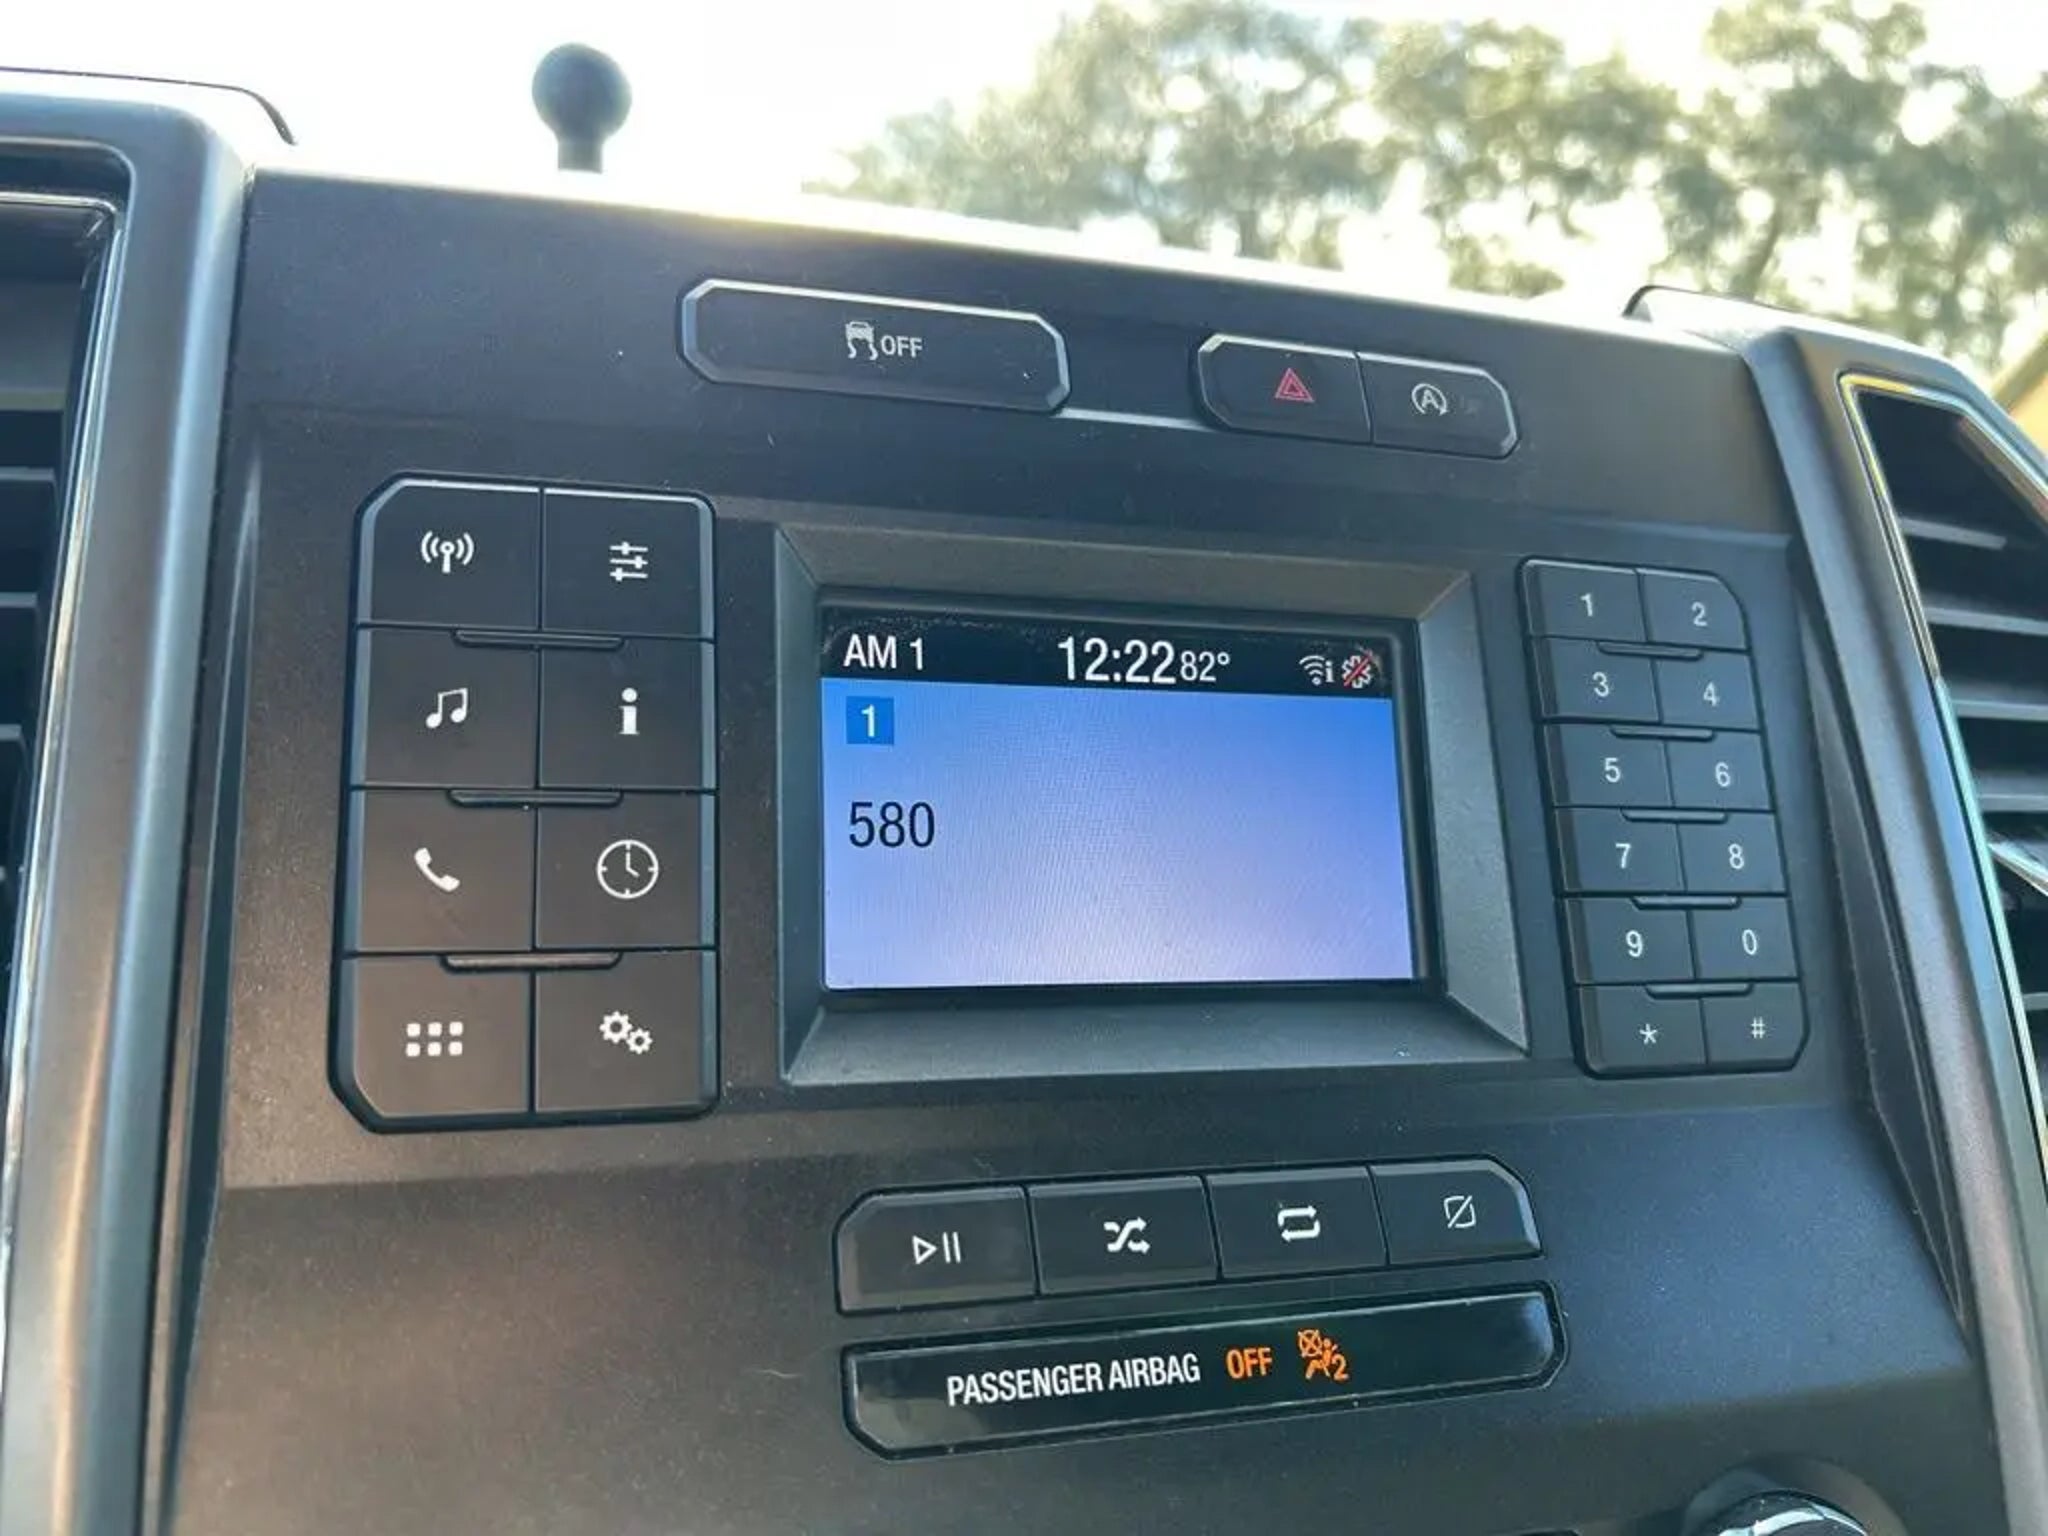 OFF
A
AM 1 12:22 82° i
1
580
1 2
3 4
5 6
7 8
9 0
* #
i
PASSENGER AIRBAG OFF 2